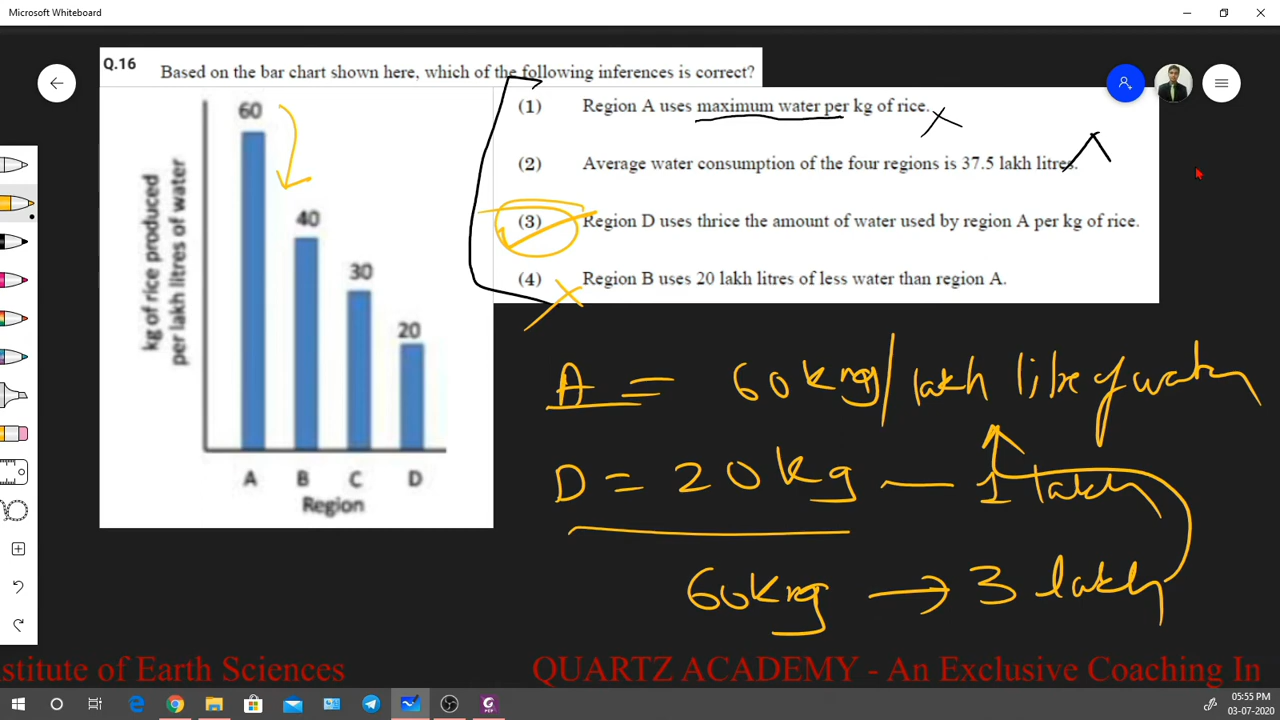 Microsoft Whiteboard
Q.16
Based on the bar chart shown here, which of the following inferences is correct?
(1) Region A uses maximum water per kg of rice.
(2) Average water consumption of the four regions is 37.5 lakh litres.
(3) Region D uses thrice the amount of water used by region A per kg of rice.
(4) Region B uses 20 lakh litres of less water than region A.
kg of rice produced
per lakh litres of water
60
40
30
20
A B C D
Region
A = 60 kg / lakh litre of water
D = 20 kg — 1 lakh
60 kg → 3 lakh
stitute of Earth Sciences QUARTZ ACADEMY - An Exclusive Coaching In
05:55 PM
03-07-2020